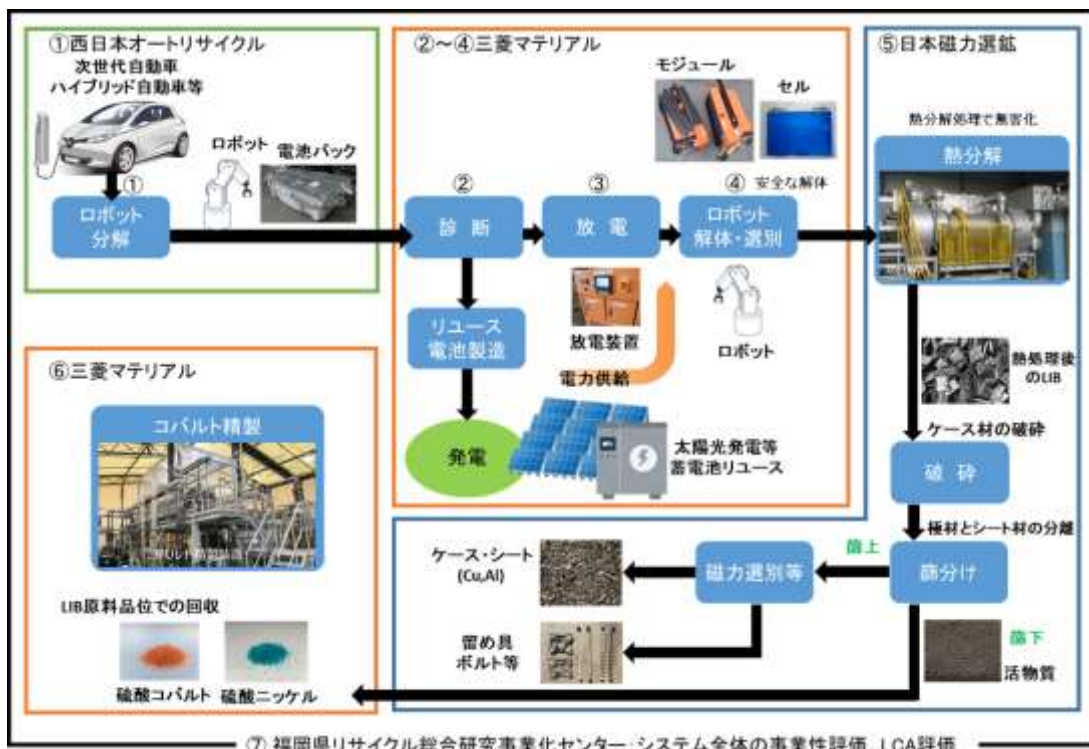 ①西日本オートリサイクル
次世代自動車
ハイブリッド自動車等
ロボット
電池パック
①
ロボット
分解
②～④三菱マテリアル
モジュール
セル
②
③
④ 安全な解体
診断
放電
ロボット
解体・選別
リユース
電池製造
放電装置
ロボット
電力供給
発電
太陽光発電等
蓄電池リユース
⑤日本磁力選鉱
熱分解処理で無害化
熱分解
熱処理後
のLIB
ケース材の破砕
破砕
極材とシート材の分離
篩上
篩分け
磁力選別等
ケース・シート
(Cu,Al)
留め具
ボルト等
篩下
活物質
⑥三菱マテリアル
コバルト精製
LIB原料品位での回収
硫酸コバルト
硫酸ニッケル
⑦ 福岡県リサイクル総合研究事業化センター:システム全体の事業性評価、LCA評価